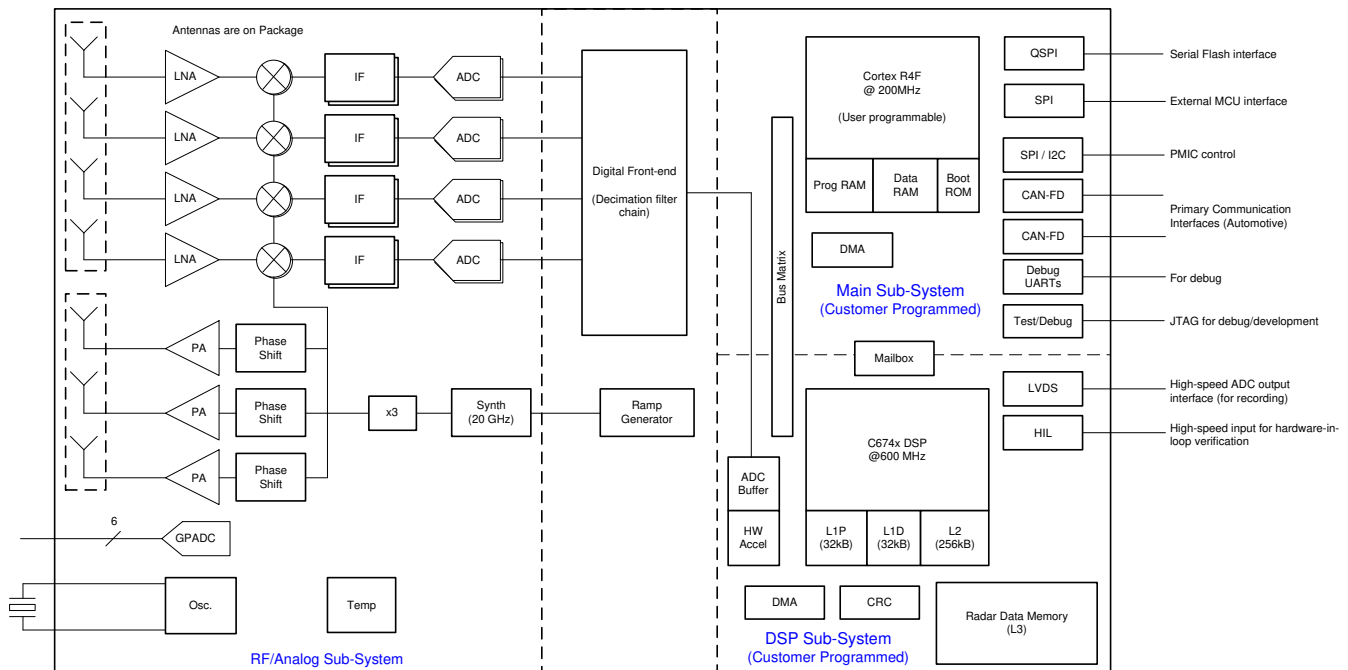 Antennas are on Package
LNA
IF
ADC
LNA
IF
ADC
LNA
IF
ADC
LNA
IF
ADC
Digital Front-end
(Decimation filter
chain)
PA
Phase
Shift
PA
Phase
Shift
PA
Phase
Shift
x3
Synth
(20 GHz)
Ramp
Generator
6
GPADC
Osc.
Temp
RF/Analog Sub-System
Bus Matrix
Cortex R4F
@ 200MHz
(User programmable)
Prog RAM
Data
RAM
Boot
ROM
DMA
Main Sub-System
(Customer Programmed)
QSPI
Serial Flash interface
SPI
External MCU interface
SPI / I2C
PMIC control
CAN-FD
CAN-FD
Primary Communication
Interfaces (Automotive)
Debug
UARTs
For debug
Test/Debug
JTAG for debug/development
Mailbox
LVDS
High-speed ADC output
interface (for recording)
HIL
High-speed input for hardware-in-
loop verification
C674x DSP
@600 MHz
ADC
Buffer
HW
Accel
L1P
(32kB)
L1D
(32kB)
L2
(256kB)
DMA
CRC
Radar Data Memory
(L3)
DSP Sub-System
(Customer Programmed)